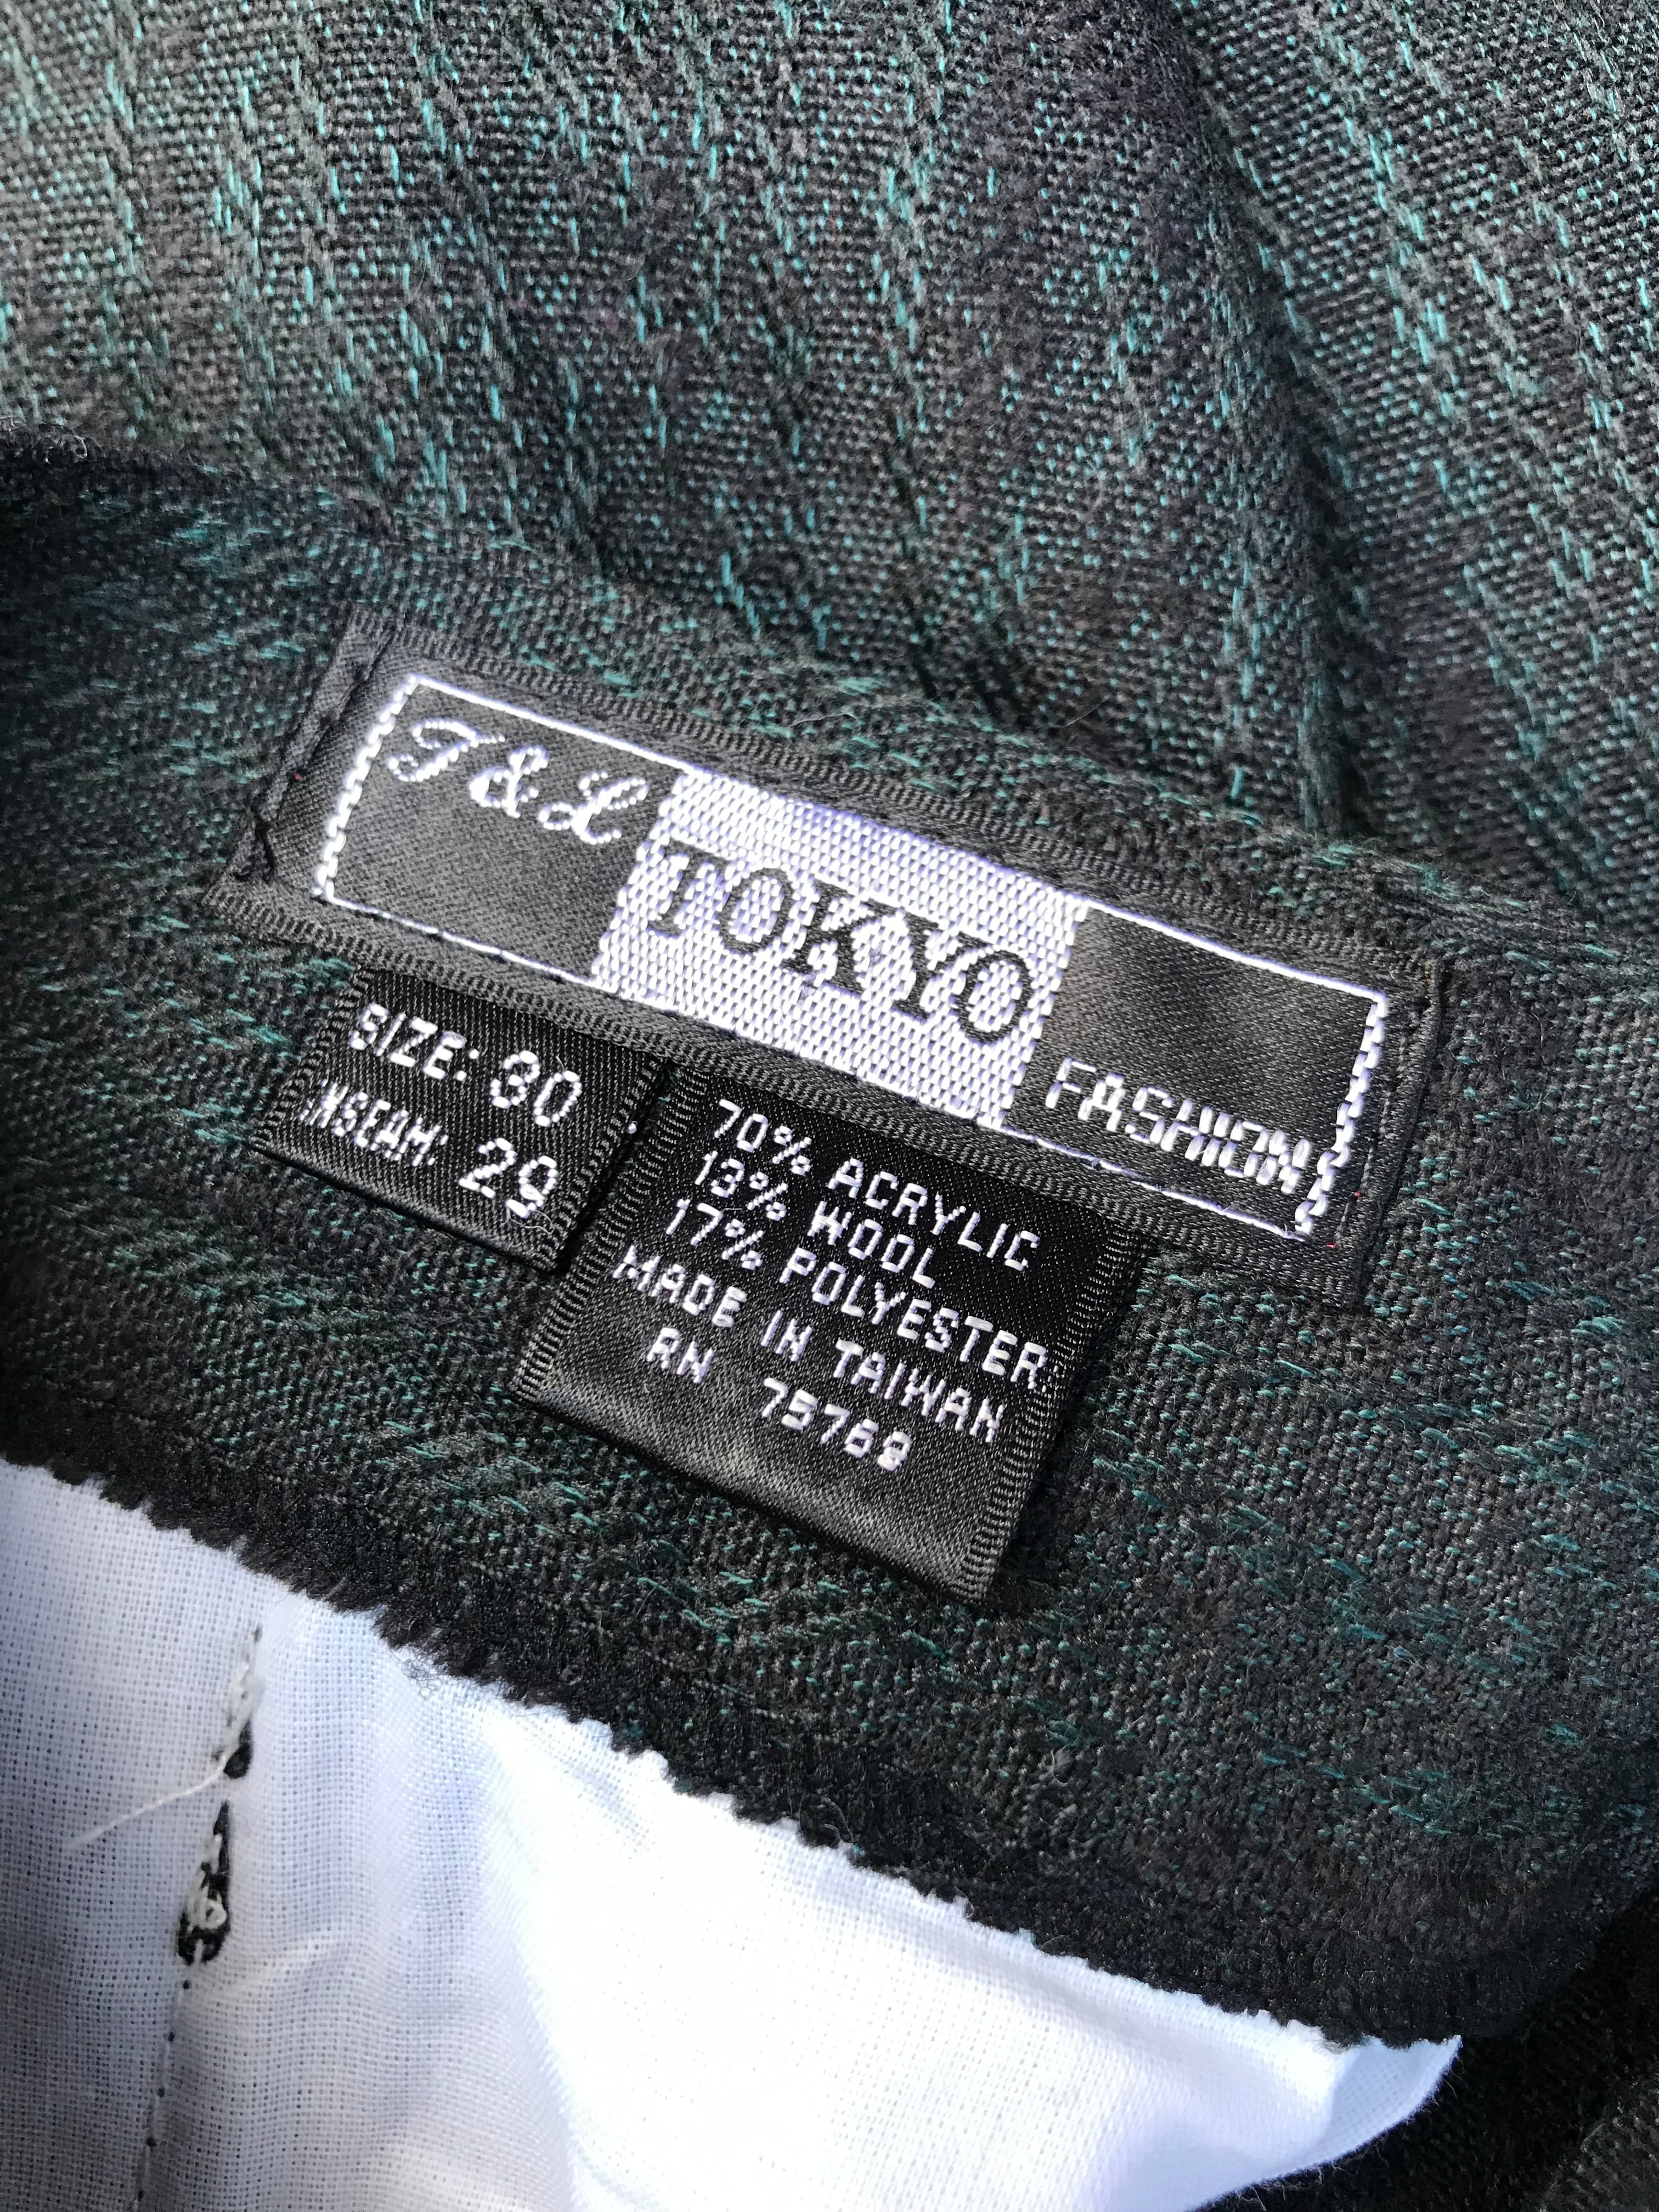 T & L
TOKYO
FASHION
SIZE: 30
INSEAM: 29
70% ACRYLIC
13% WOOL
17% POLYESTER
MADE IN TAIWAN
RN 75768